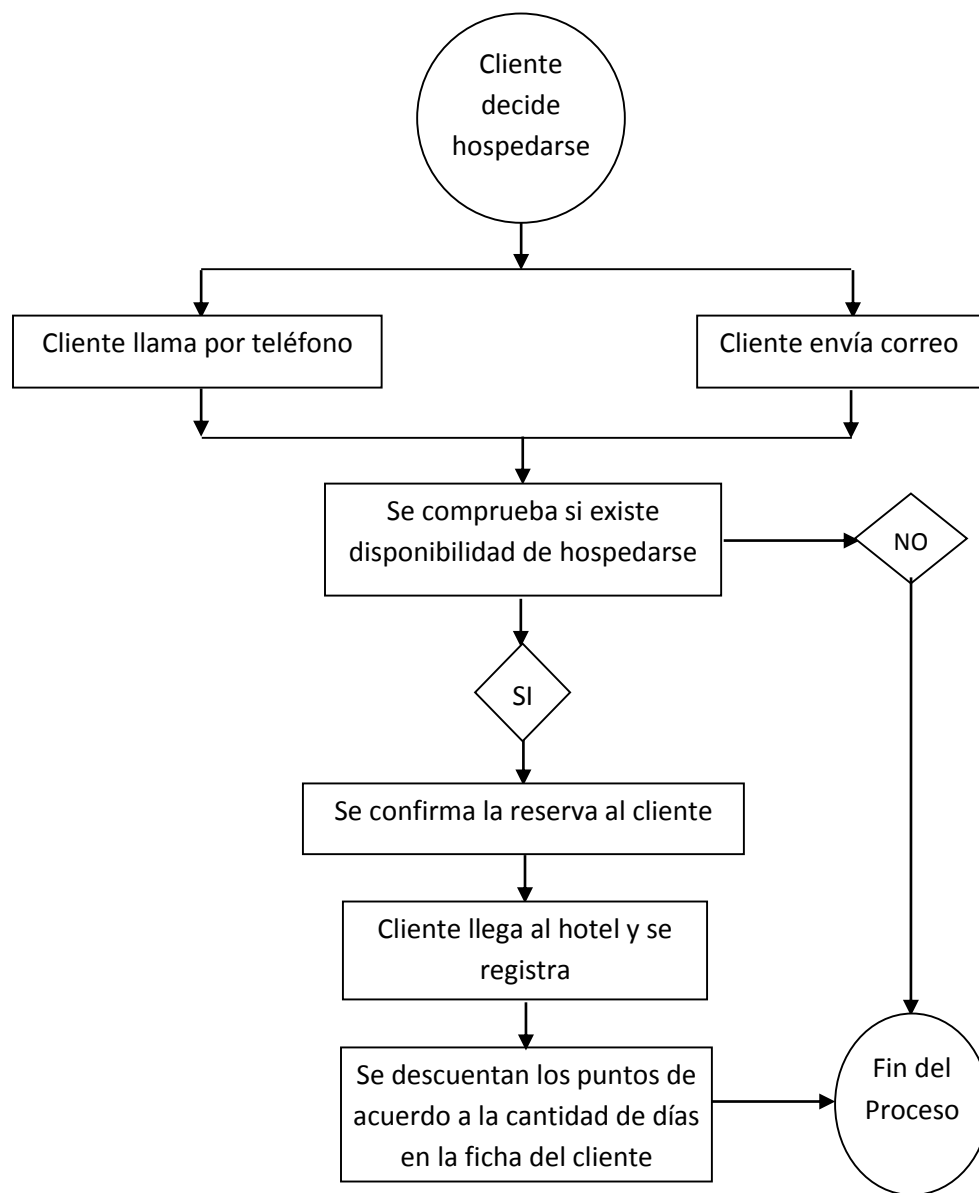 Cliente
decide
hospedarse
Cliente llama por teléfono
Cliente envía correo
Se comprueba si existe
disponibilidad de hospedarse
NO
SI
Se confirma la reserva al cliente
Cliente llega al hotel y se
registra
Se descuentan los puntos de
acuerdo a la cantidad de días
en la ficha del cliente
Fin del
Proceso